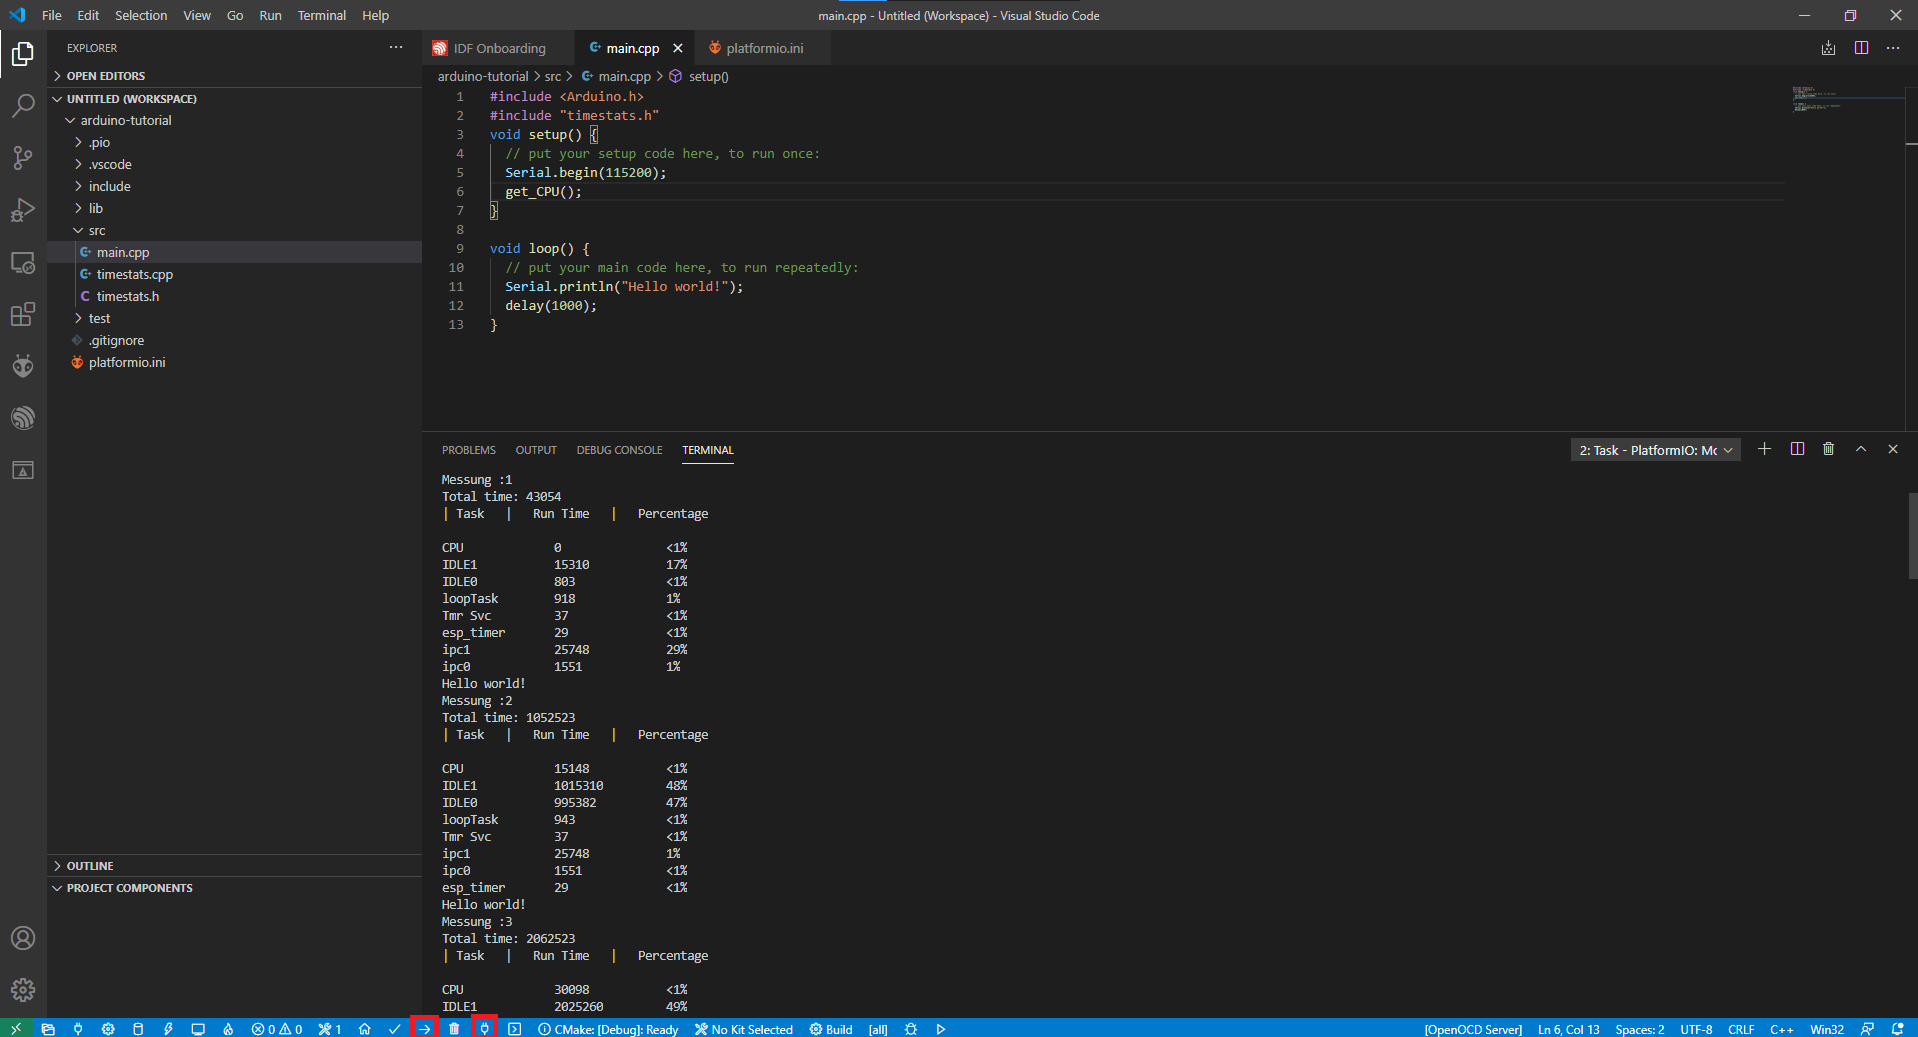 File Edit Selection View Go Run Terminal Help
main.cpp - Untitled (Workspace) - Visual Studio Code
EXPLORER
OPEN EDITORS
UNTITLED (WORKSPACE)
arduino-tutorial
.pio
.vscode
include
lib
src
main.cpp
timestats.cpp
timestats.h
test
.gitignore
platformio.ini
OUTLINE
PROJECT COMPONENTS
IDF Onboarding main.cpp platformio.ini
arduino-tutorial > src > main.cpp > setup()
1 #include <Arduino.h>
2 #include "timestats.h"
3 void setup() {
4 // put your setup code here, to run once:
5 Serial.begin(115200);
6 get_CPU();
7 }
8
9 void loop() {
10 // put your main code here, to run repeatedly:
11 Serial.println("Hello world!");
12 delay(1000);
13 }
PROBLEMS OUTPUT DEBUG CONSOLE TERMINAL
2: Task - PlatformIO: Mc
Messung :1
Total time: 43054
| Task | Run Time | Percentage
CPU 0 <1%
IDLE1 15310 17%
IDLE0 803 <1%
loopTask 918 1%
Tmr Svc 37 <1%
esp_timer 29 <1%
ipc1 25748 29%
ipc0 1551 1%
Hello world!
Messung :2
Total time: 1052523
| Task | Run Time | Percentage
CPU 15148 <1%
IDLE1 1015310 48%
IDLE0 995382 47%
loopTask 943 <1%
Tmr Svc 37 <1%
ipc1 25748 1%
ipc0 1551 <1%
esp_timer 29 <1%
Hello world!
Messung :3
Total time: 2062523
| Task | Run Time | Percentage
CPU 30098 <1%
IDLE1 2025260 49%
0 0 1 CMake: [Debug]: Ready No Kit Selected Build [all] [OpenOCD Server] Ln 6, Col 13 Spaces: 2 UTF-8 CRLF C++ Win32